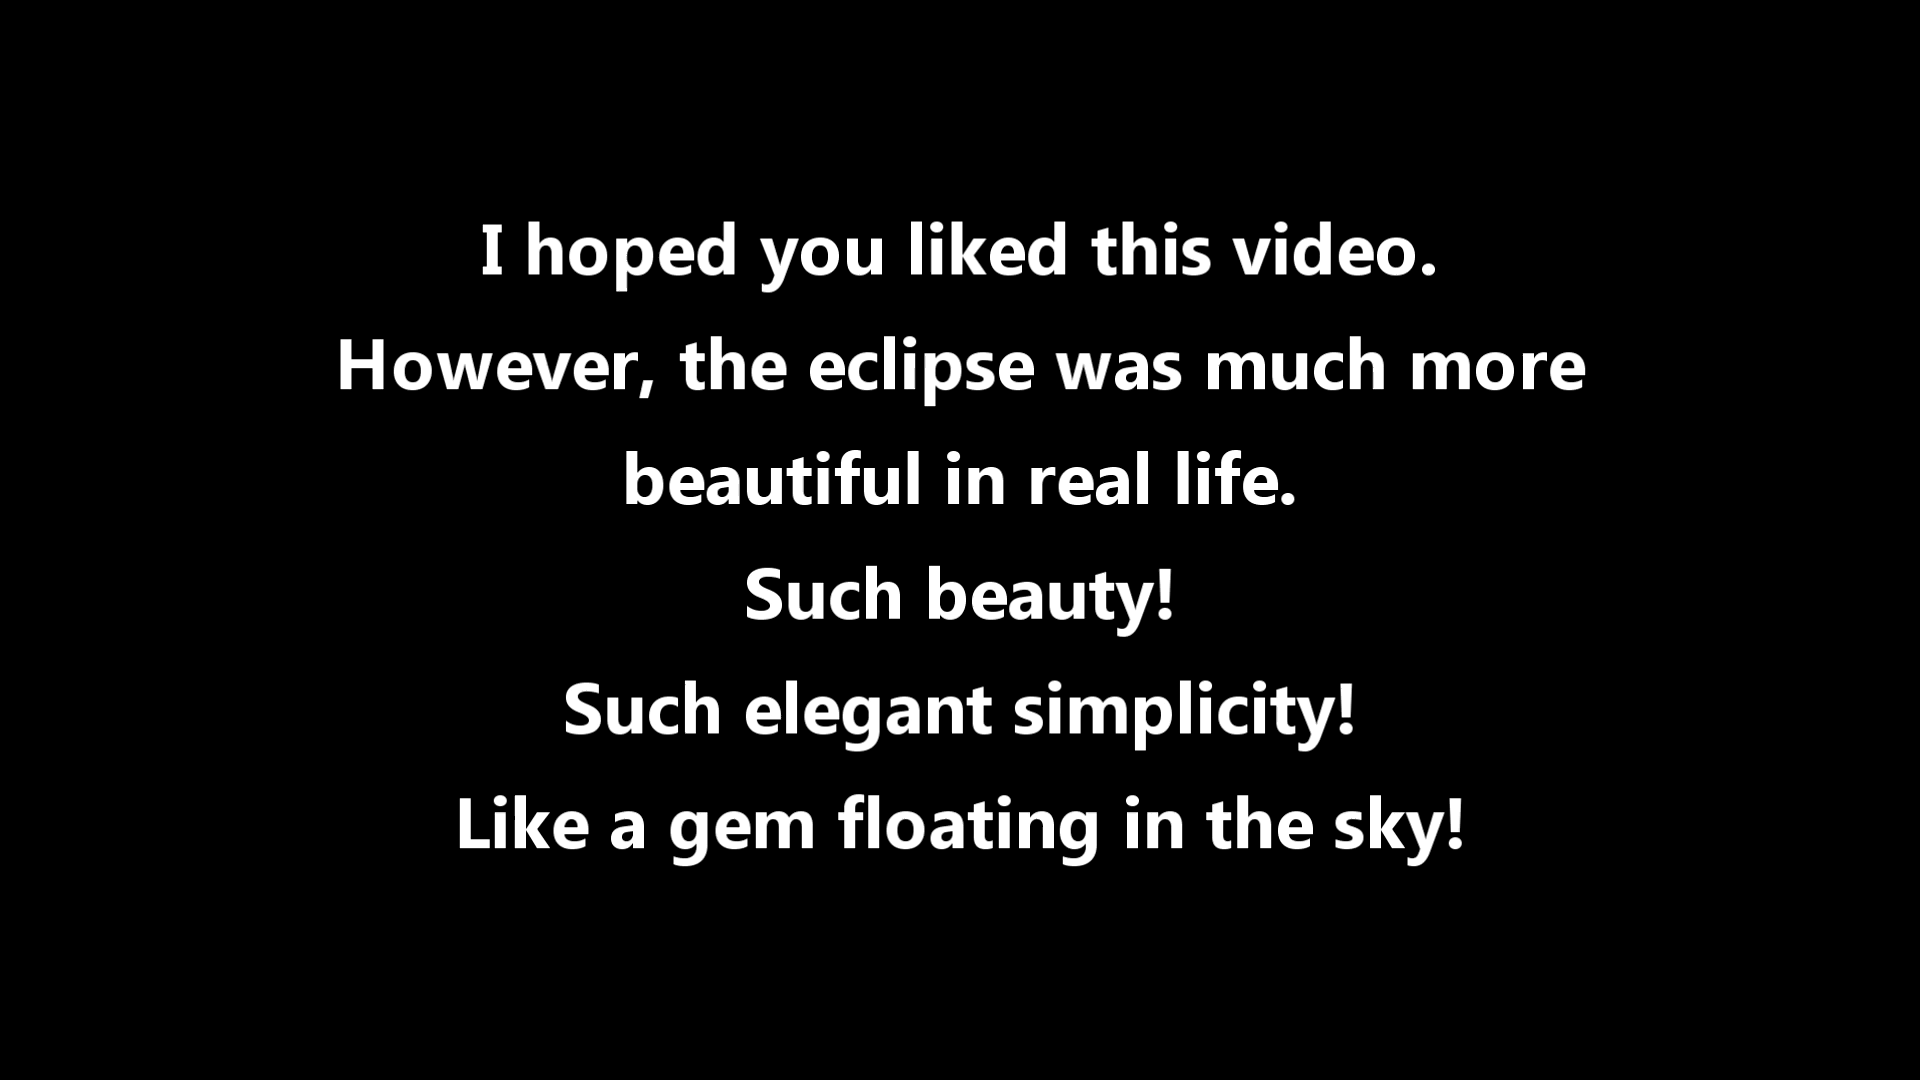 I hoped you liked this video.
However, the eclipse was much more
beautiful in real life.
Such beauty!
Such elegant simplicity!
Like a gem floating in the sky!